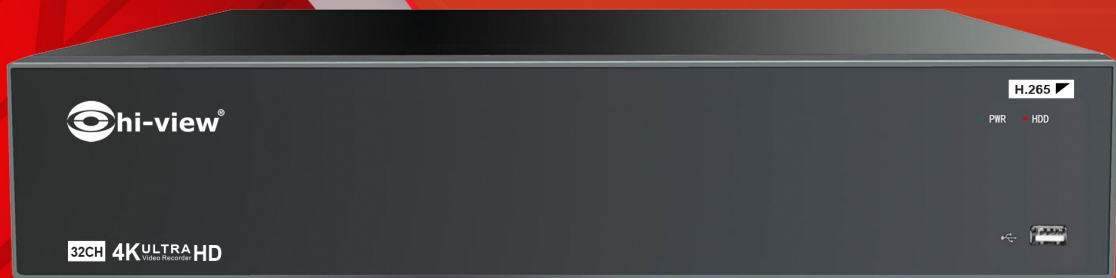 H.265
hi-view®
PWR HDD
32CH 4K ULTRA HD
Video Recorder